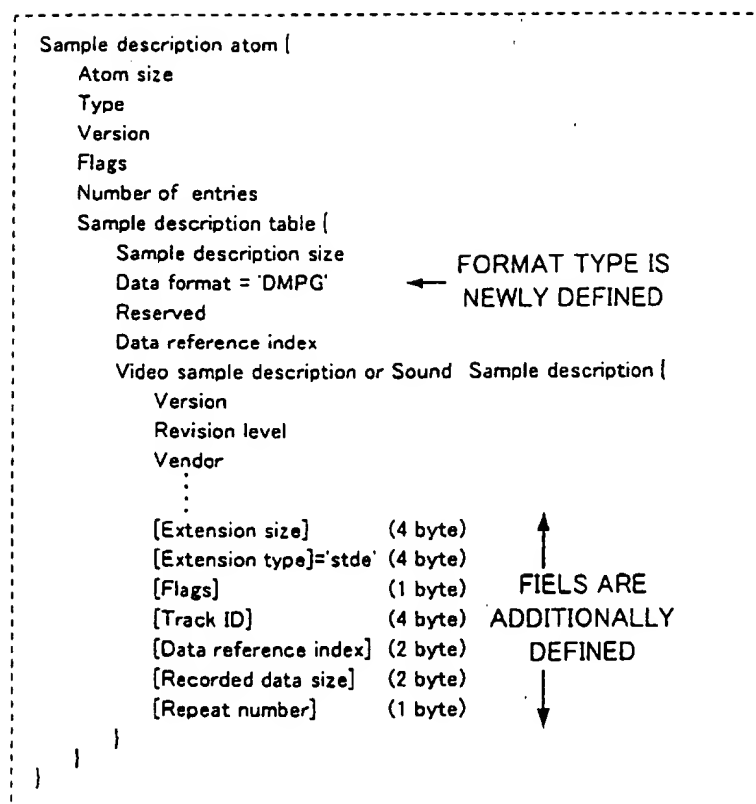 Sample description atom {
Atom size
Type
Version
Flags
Number of entries
Sample description table {
Sample description size
Data format = 'DMPG'
Reserved
Data reference index
Video sample description or Sound Sample description {
Version
Revision level
Vendor
[Extension size] (4 byte)
[Extension type]='stde' (4 byte)
[Flags] (1 byte)
[Track ID] (4 byte)
[Data reference index] (2 byte)
[Recorded data size] (2 byte)
[Repeat number] (1 byte)
}
}
}
FORMAT TYPE IS
NEWLY DEFINED
FIELS ARE
ADDITIONALLY
DEFINED